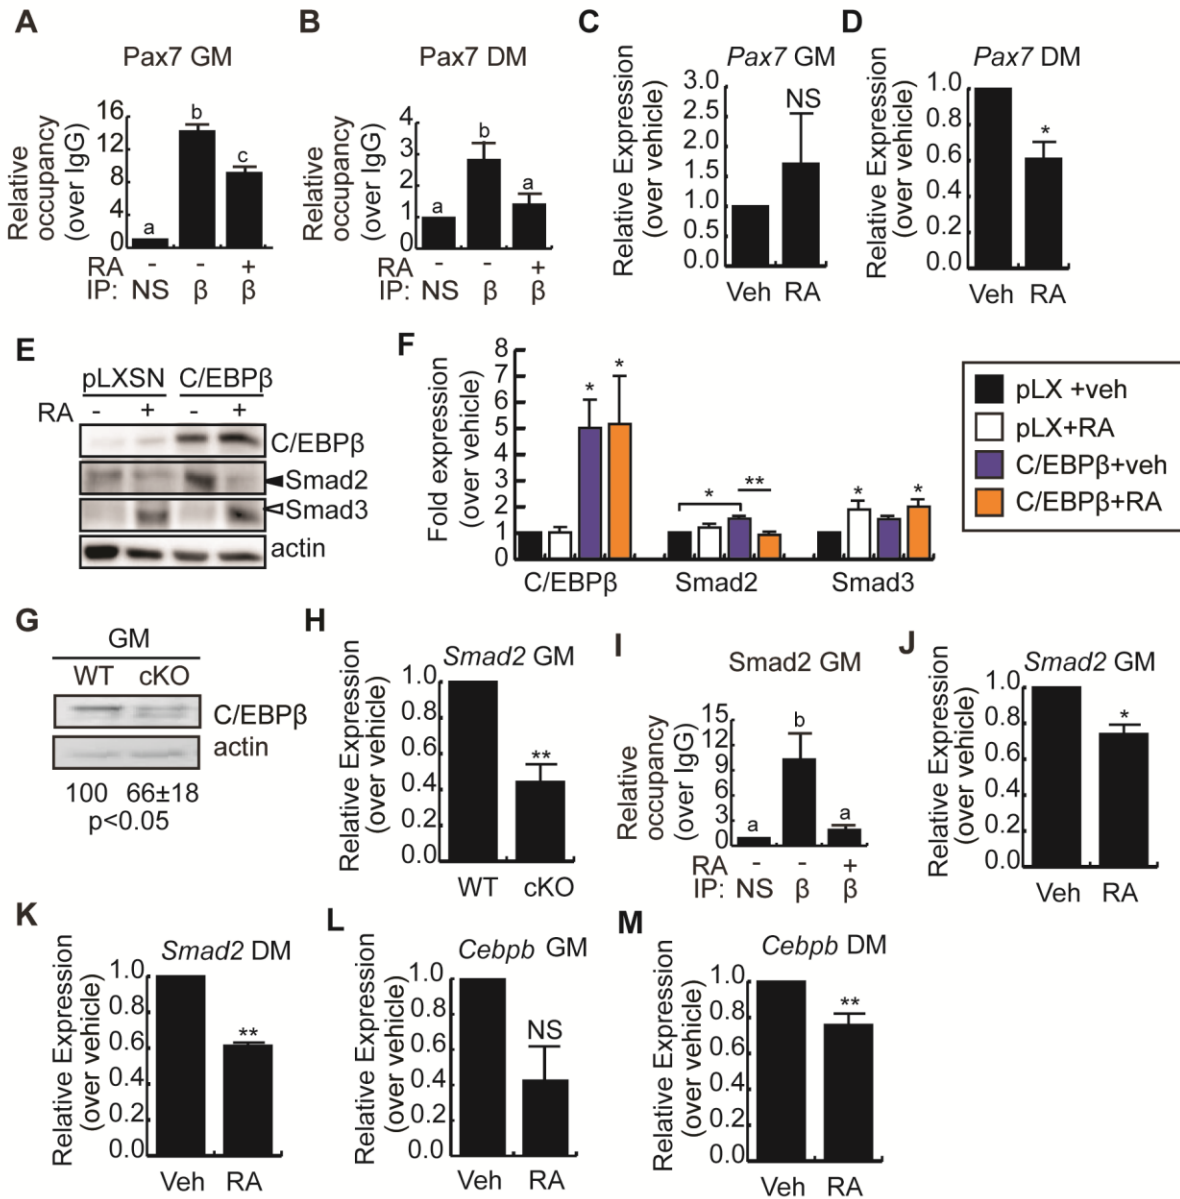 A
Pax7 GM
Relative occupancy (over IgG)
16
12
8
4
0
a
b
c
RA - - +
IP: NS β β
B
Pax7 DM
Relative occupancy (over IgG)
4
3
2
1
0
a
b
a
RA - - +
IP: NS β β
C
Pax7 GM
Relative Expression (over vehicle)
3.0
2.5
2.0
1.5
1.0
0.5
0.0
NS
Veh RA
D
Pax7 DM
Relative Expression (over vehicle)
1.0
0.8
0.6
0.4
0.2
0.0
*
Veh RA
E
pLXSN C/EBPβ
RA - + - +
C/EBPβ
Smad2
Smad3
actin
F
Fold expression (over vehicle)
8
7
6
5
4
3
2
1
0
* *
* **
* *
C/EBPβ Smad2 Smad3
pLX +veh
pLX+RA
C/EBPβ+veh
C/EBPβ+RA
G
GM
WT cKO
C/EBPβ
actin
100 66±18
p<0.05
H
Smad2 GM
Relative Expression (over vehicle)
1.0
0.8
0.6
0.4
0.2
0.0
**
WT cKO
I
Smad2 GM
Relative occupancy (over IgG)
15
12
9
6
3
0
a
b
a
RA - - +
IP: NS β β
J
Smad2 GM
Relative Expression (over vehicle)
1.0
0.8
0.6
0.4
0.2
0.0
*
Veh RA
K
Smad2 DM
Relative Expression (over vehicle)
1.0
0.8
0.6
0.4
0.2
0.0
**
Veh RA
L
Cebpb GM
Relative Expression (over vehicle)
1.0
0.8
0.6
0.4
0.2
0.0
NS
Veh RA
M
Cebpb DM
Relative Expression (over vehicle)
1.0
0.8
0.6
0.4
0.2
0.0
**
Veh RA